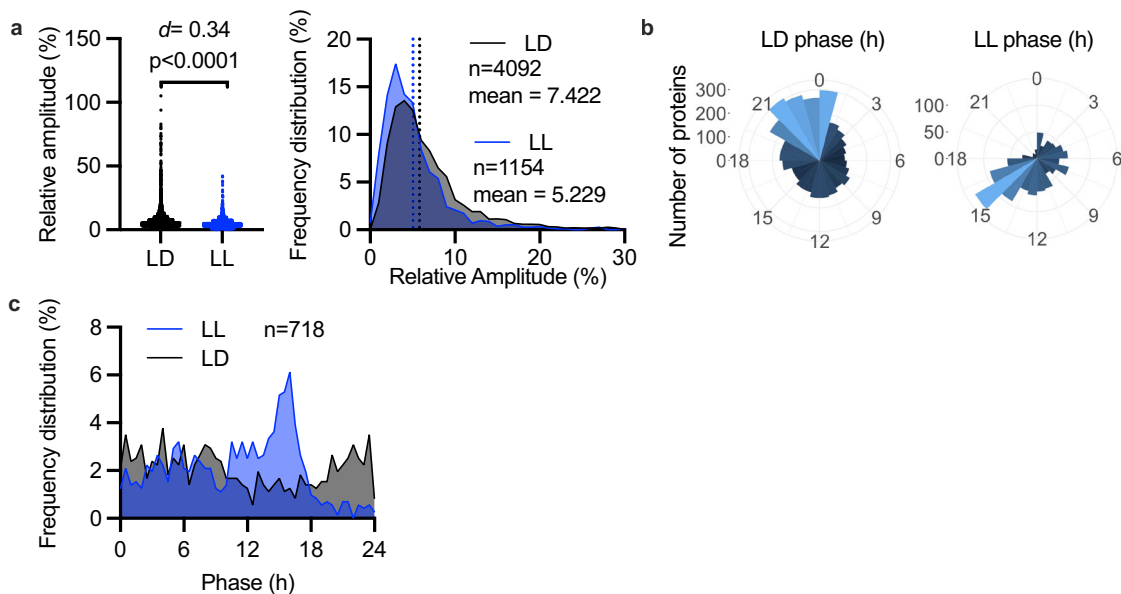 a
d= 0.34
p<0.0001
Relative amplitude (%)
150
100
50
0
LD
LL
Frequency distribution (%)
20
15
10
5
0
LD
n=4092
mean = 7.422
LL
n=1154
mean = 5.229
0
10
20
30
Relative Amplitude (%)
b
LD phase (h)
LL phase (h)
Number of proteins
300
200
100
0
0
3
6
9
12
15
18
21
100
50
0
0
3
6
9
12
15
18
21
c
Frequency distribution (%)
8
6
4
2
0
LL
n=718
LD
0
6
12
18
24
Phase (h)